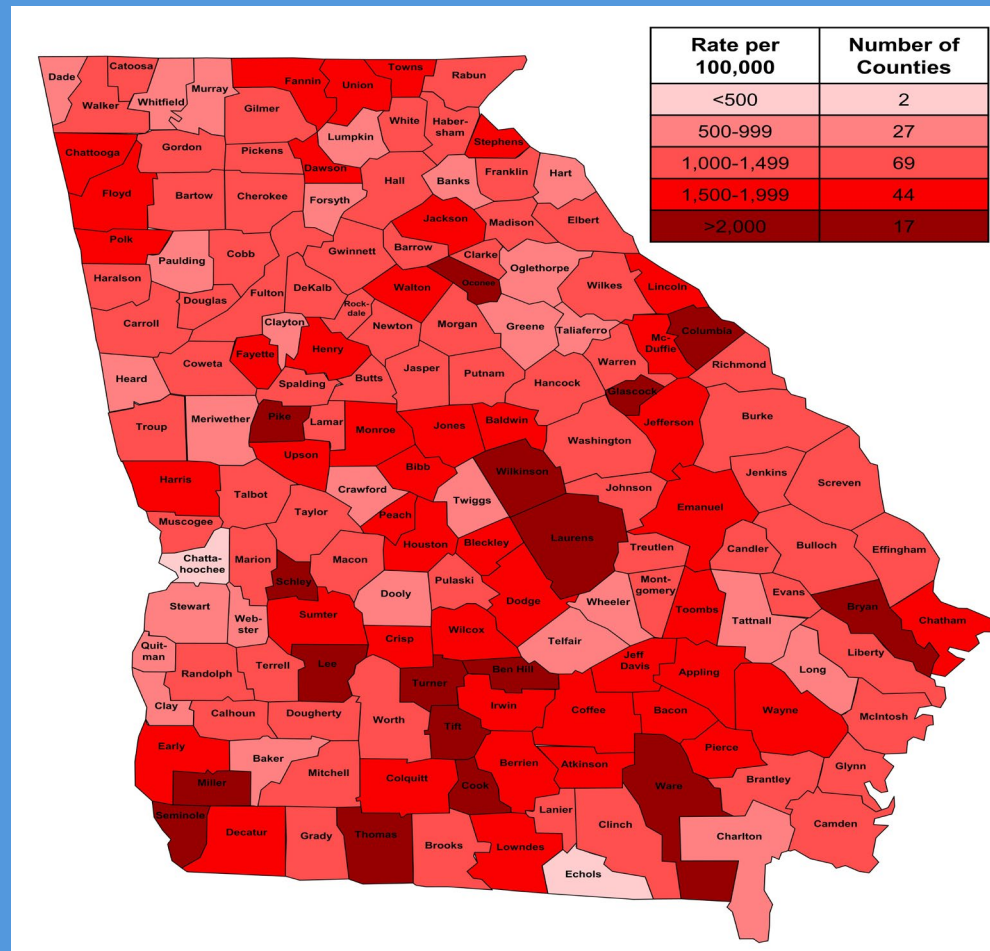 Rate per 100,000
Number of Counties
<500 2
500-999 27
1,000-1,499 69
1,500-1,999 44
>2,000 17
Dade
Catoosa
Walker
Whitfield
Murray
Fannin
Gilmer
Union
Towns
Rabun
White
Haber-
sham
Lumpkin
Stephens
Chattooga
Gordon
Pickens
Dawson
Hall
Banks
Franklin
Hart
Floyd
Bartow
Cherokee
Forsyth
Jackson
Madison
Elbert
Polk
Paulding
Cobb
Gwinnett
Barrow
Clarke
Oglethorpe
Haralson
Douglas
Fulton
DeKalb
Walton
Oconee
Wilkes
Lincoln
Carroll
Clayton
Rock-
dale
Newton
Morgan
Greene
Taliaferro
Mc-
Duffie
Columbia
Heard
Coweta
Fayette
Henry
Spalding
Butts
Jasper
Putnam
Hancock
Warren
Richmond
Glascock
Troup
Meriwether
Pike
Lamar
Monroe
Jones
Baldwin
Washington
Jefferson
Burke
Upson
Bibb
Wilkinson
Johnson
Jenkins
Screven
Harris
Talbot
Crawford
Twiggs
Emanuel
Muscogee
Taylor
Peach
Houston
Bleckley
Laurens
Treutlen
Candler
Bulloch
Effingham
Chatta-
hoochee
Marion
Schley
Macon
Pulaski
Dooly
Dodge
Wheeler
Mont-
gomery
Toombs
Tattnall
Evans
Bryan
Chatham
Stewart
Web-
ster
Sumter
Crisp
Wilcox
Telfair
Jeff
Davis
Appling
Long
Liberty
Quit-
man
Randolph
Terrell
Lee
Turner
Ben Hill
Clay
Calhoun
Dougherty
Worth
Tift
Irwin
Coffee
Bacon
Wayne
McIntosh
Early
Baker
Mitchell
Colquitt
Cook
Berrien
Atkinson
Ware
Pierce
Brantley
Glynn
Miller
Seminole
Decatur
Grady
Thomas
Brooks
Lowndes
Lanier
Clinch
Echols
Charlton
Camden